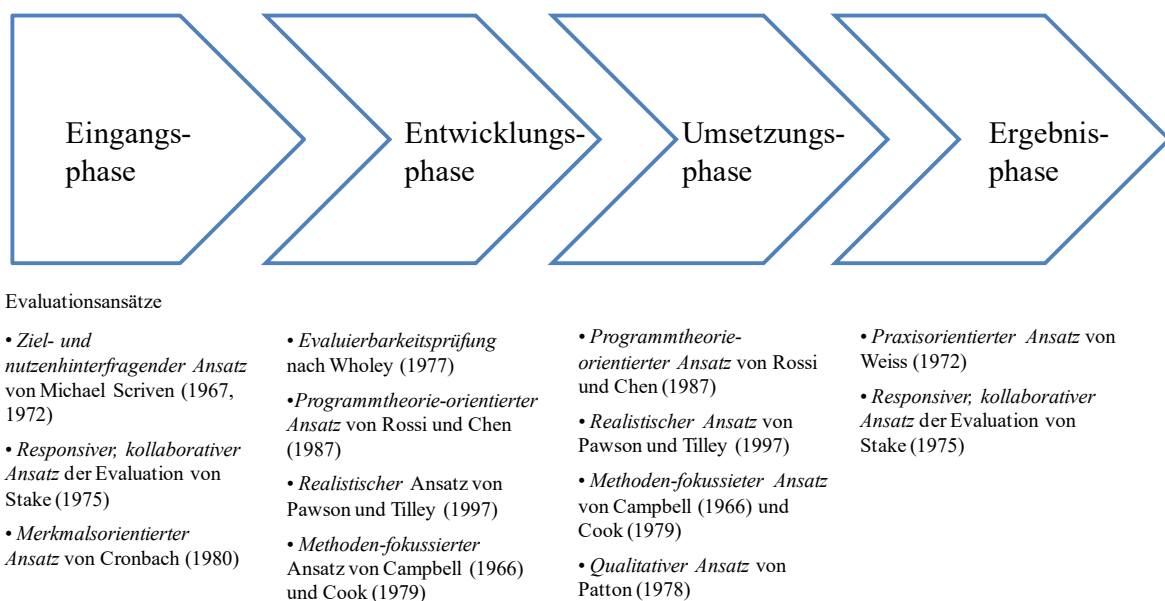 Eingangs-
phase
Entwicklungs-
phase
Umsetzungs-
phase
Ergebnis-
phase
Evaluationsansätze
• Ziel- und
nutzenhinterfragender Ansatz
von Michael Scriven (1967,
1972)
• Responsiver, kollaborativer
Ansatz der Evaluation von
Stake (1975)
• Merkmalsorientierter
Ansatz von Cronbach (1980)
• Evaluierbarkeitsprüfung
nach Wholey (1977)
•Programmtheorie-orientierter
Ansatz von Rossi und Chen
(1987)
• Realistischer Ansatz von
Pawson und Tilley (1997)
• Methoden-fokussierter
Ansatz von Campbell (1966)
und Cook (1979)
• Programmtheorie-
orientierter Ansatz von Rossi
und Chen (1987)
• Realistischer Ansatz von
Pawson und Tilley (1997)
• Methoden-fokussieter Ansatz
von Campbell (1966) und
Cook (1979)
• Qualitativer Ansatz von
Patton (1978)
• Praxisorientierter Ansatz von
Weiss (1972)
• Responsiver, kollaborativer
Ansatz der Evaluation von
Stake (1975)